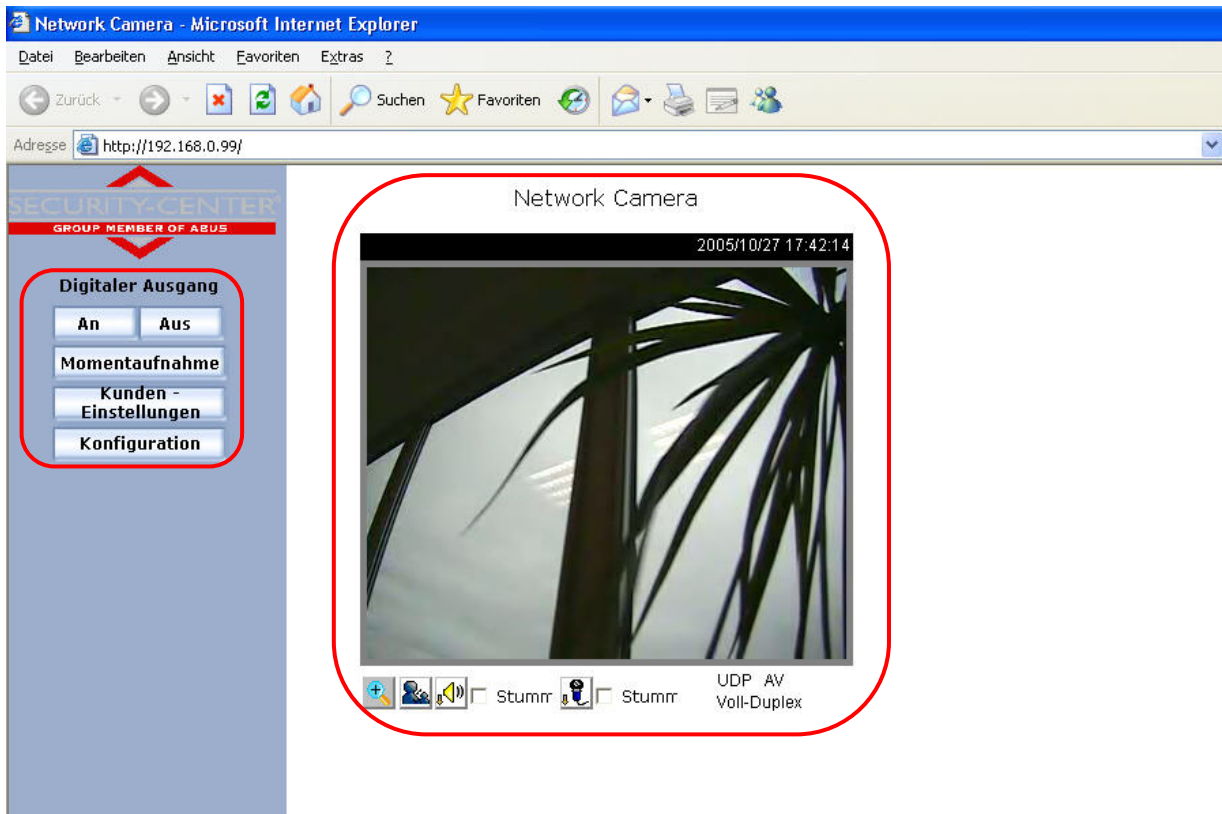 Network Camera - Microsoft Internet Explorer
Datei Bearbeiten Ansicht Favoriten Extras ?
Zurück Suchen Favoriten
Adresse http://192.168.0.99/
SECURITY-CENTER®
GROUP MEMBER OF ABUS
Digitaler Ausgang
An Aus
Momentaufnahme
Kunden -
Einstellungen
Konfiguration
Network Camera
2005/10/27 17:42:14
Stumm Stumm
UDP AV
Voll-Duplex